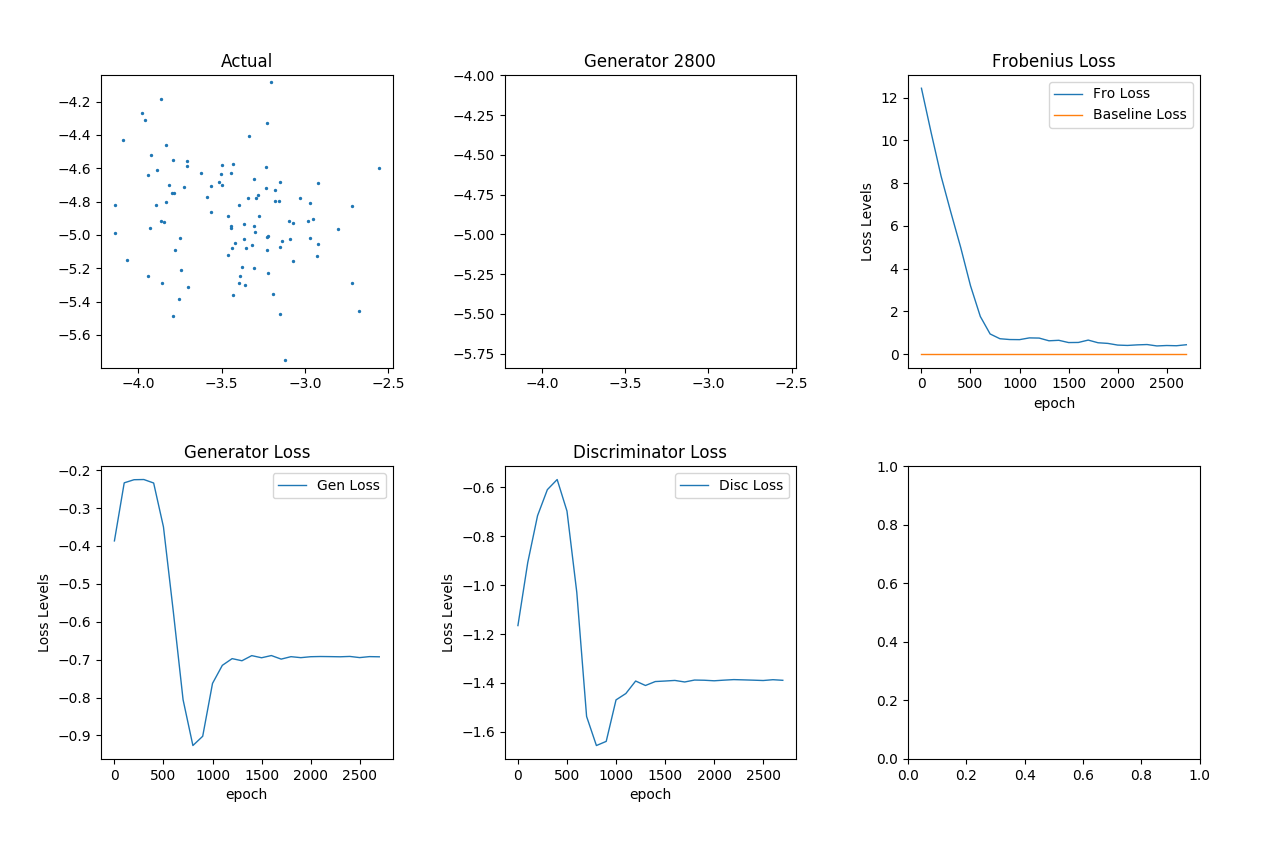 Actual
−4.2
−4.4
−4.6
−4.8
−5.0
−5.2
−5.4
−5.6
−4.0 −3.5 −3.0 −2.5
Generator 2800
−4.00
−4.25
−4.50
−4.75
−5.00
−5.25
−5.50
−5.75
−4.0 −3.5 −3.0 −2.5
Frobenius Loss
Fro Loss
Baseline Loss
Loss Levels
12
10
8
6
4
2
0
0 500 1000 1500 2000 2500
epoch
Generator Loss
Gen Loss
Loss Levels
−0.2
−0.3
−0.4
−0.5
−0.6
−0.7
−0.8
−0.9
0 500 1000 1500 2000 2500
epoch
Discriminator Loss
Disc Loss
Loss Levels
−0.6
−0.8
−1.0
−1.2
−1.4
−1.6
0 500 1000 1500 2000 2500
epoch
1.0
0.8
0.6
0.4
0.2
0.0
0.0 0.2 0.4 0.6 0.8 1.0